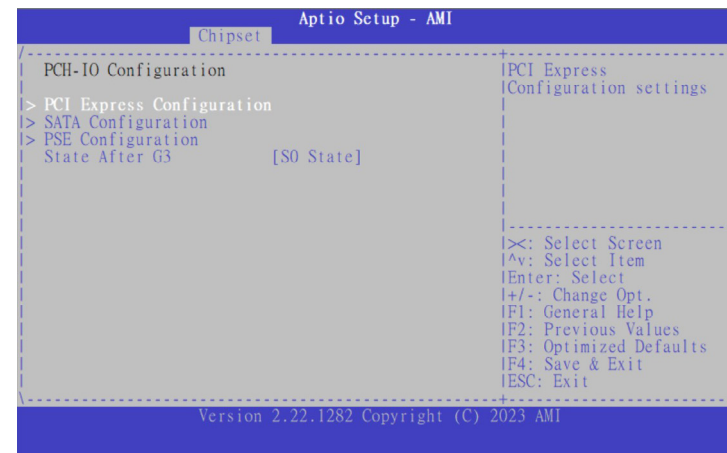 Aptio Setup - AMI
Chipset
PCH-IO Configuration
> PCI Express Configuration
> SATA Configuration
> PSE Configuration
State After G3 [S0 State]
PCI Express
Configuration settings
><: Select Screen
^v: Select Item
Enter: Select
+/-: Change Opt.
F1: General Help
F2: Previous Values
F3: Optimized Defaults
F4: Save & Exit
ESC: Exit
Version 2.22.1282 Copyright (C) 2023 AMI